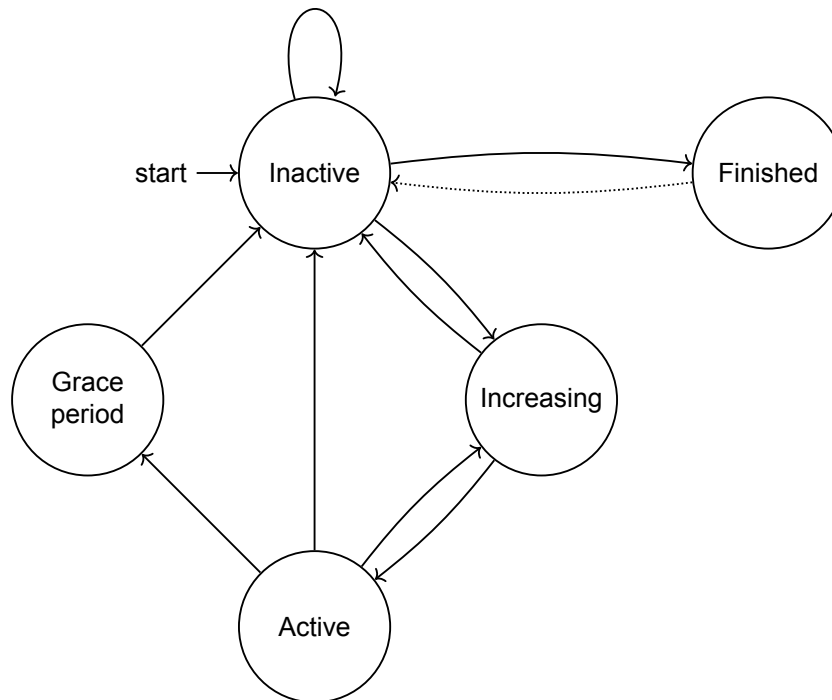 start
Inactive
Finished
Grace
period
Increasing
Active